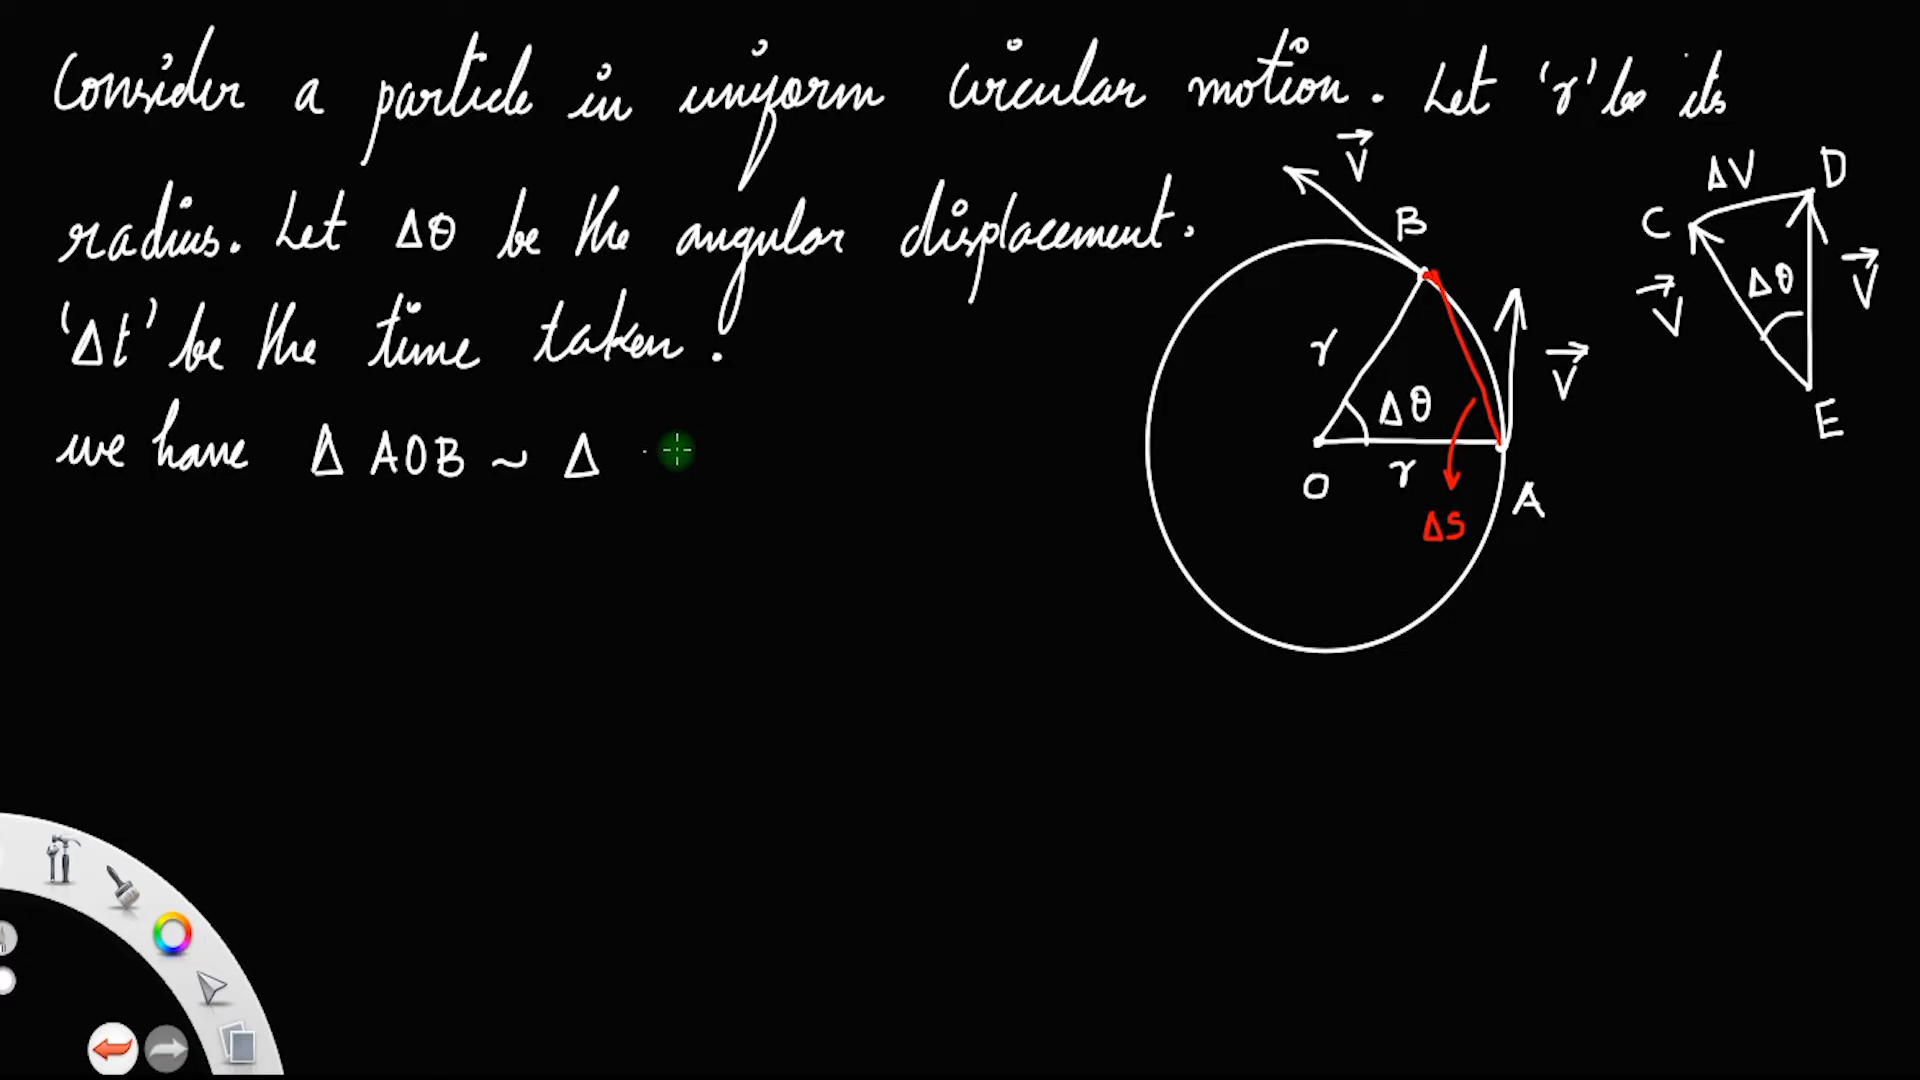 Consider a particle in uniform circular motion. Let 'r' be its
radius. Let Δθ be the angular displacement.
'Δt' be the time taken.
we have Δ AOB ~ Δ
V
B
r
Δθ
O
r
A
V
ΔS
ΔV
D
C
Δθ
V
V
E